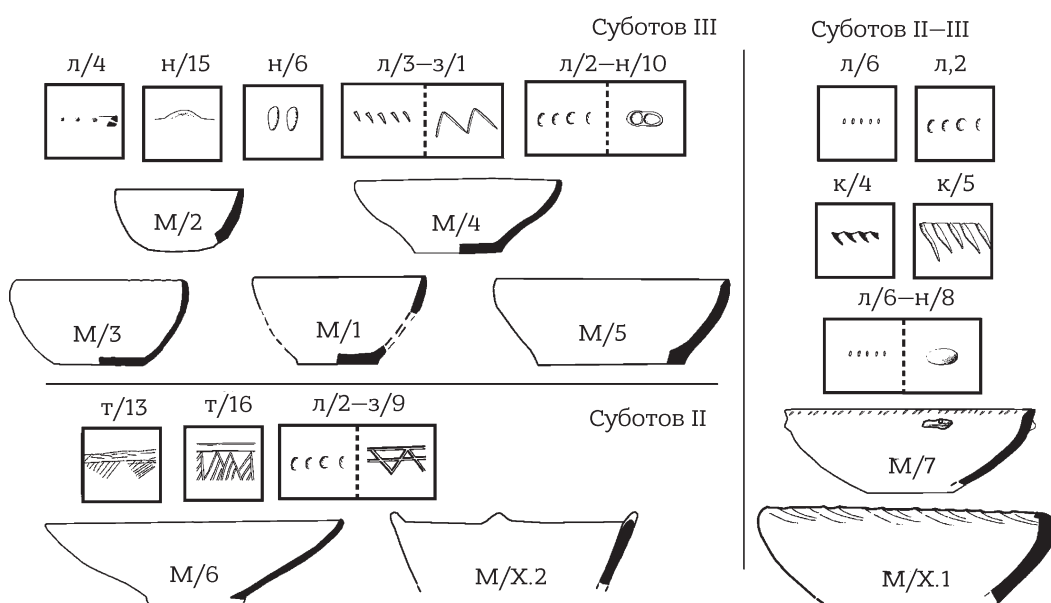 Суботов III
л/4 н/15 н/6 л/3–з/1 л/2–н/10
М/2 М/4
М/3 М/1 М/5
т/13 т/16 л/2–з/9 Суботов II
М/6 М/X.2
Суботов II–III
л/6 л,2
к/4 к/5
л/6–н/8
М/7
М/X.1